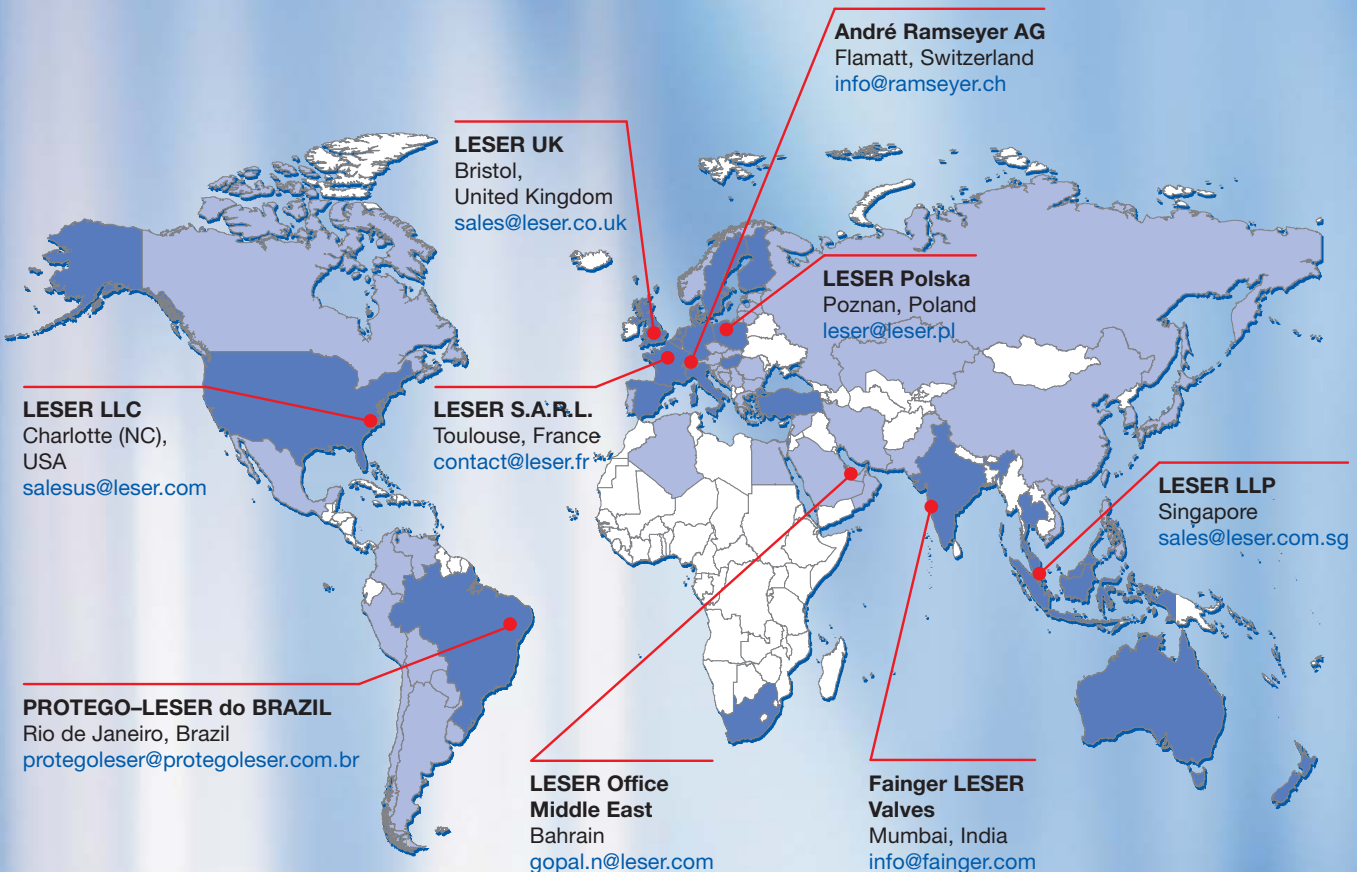 André Ramseyer AG
Flamatt, Switzerland
info@ramseyer.ch
LESER UK
Bristol,
United Kingdom
sales@leser.co.uk
LESER Polska
Poznan, Poland
leser@leser.pl
LESER LLC
Charlotte (NC),
USA
salesus@leser.com
LESER S.A.R.L.
Toulouse, France
contact@leser.fr
LESER LLP
Singapore
sales@leser.com.sg
PROTEGO–LESER do BRAZIL
Rio de Janeiro, Brazil
protegoleser@protegoleser.com.br
LESER Office
Middle East
Bahrain
gopal.n@leser.com
Fainger LESER
Valves
Mumbai, India
info@fainger.com